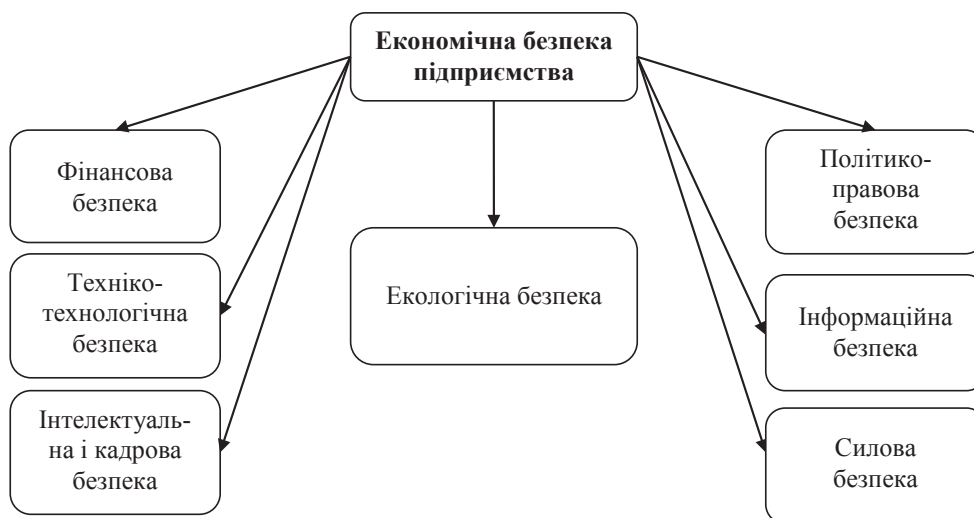 Економічна безпека
підприємства
Фінансова
безпека
Техніко-
технологічна
безпека
Інтелектуаль-
на і кадрова
безпека
Екологічна безпека
Політико-
правова
безпека
Інформаційна
безпека
Силова
безпека